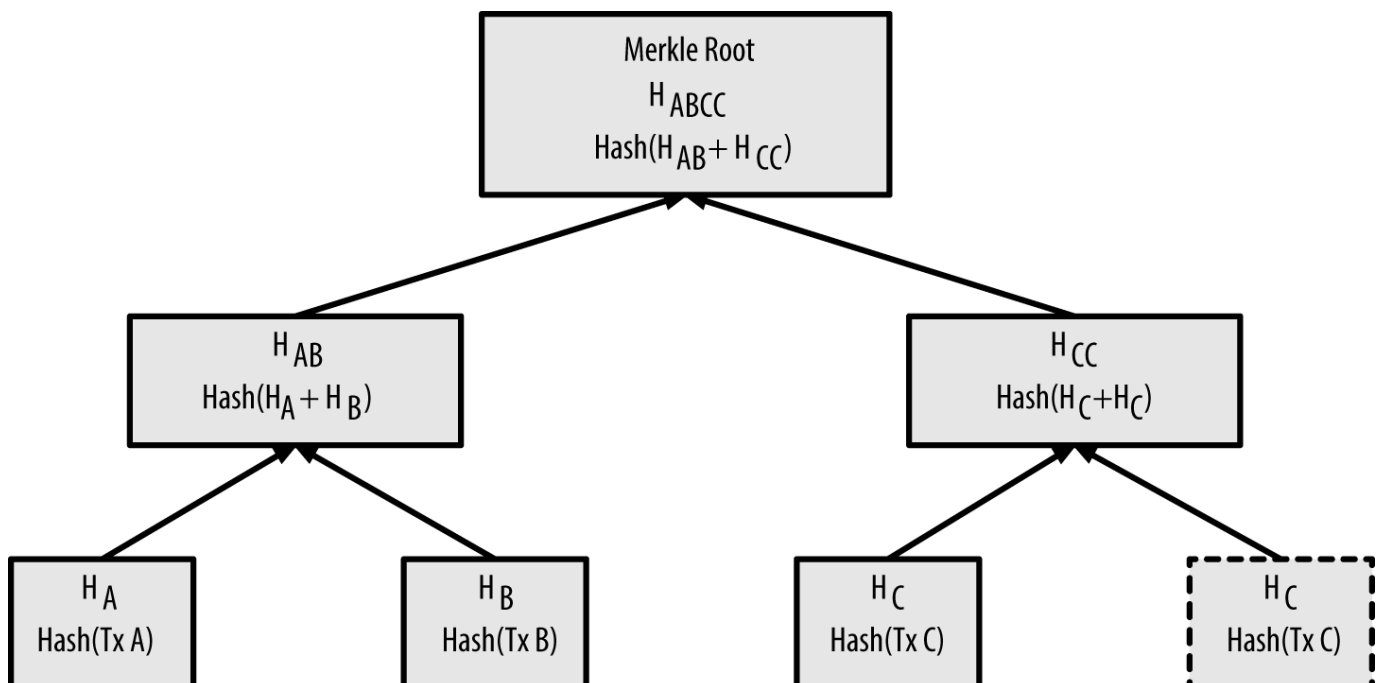 Merkle Root
H ABCC
Hash(H AB + H CC)
H AB
Hash(H A + H B)
H CC
Hash(H C+H C)
H A
Hash(Tx A)
H B
Hash(Tx B)
H C
Hash(Tx C)
H C
Hash(Tx C)